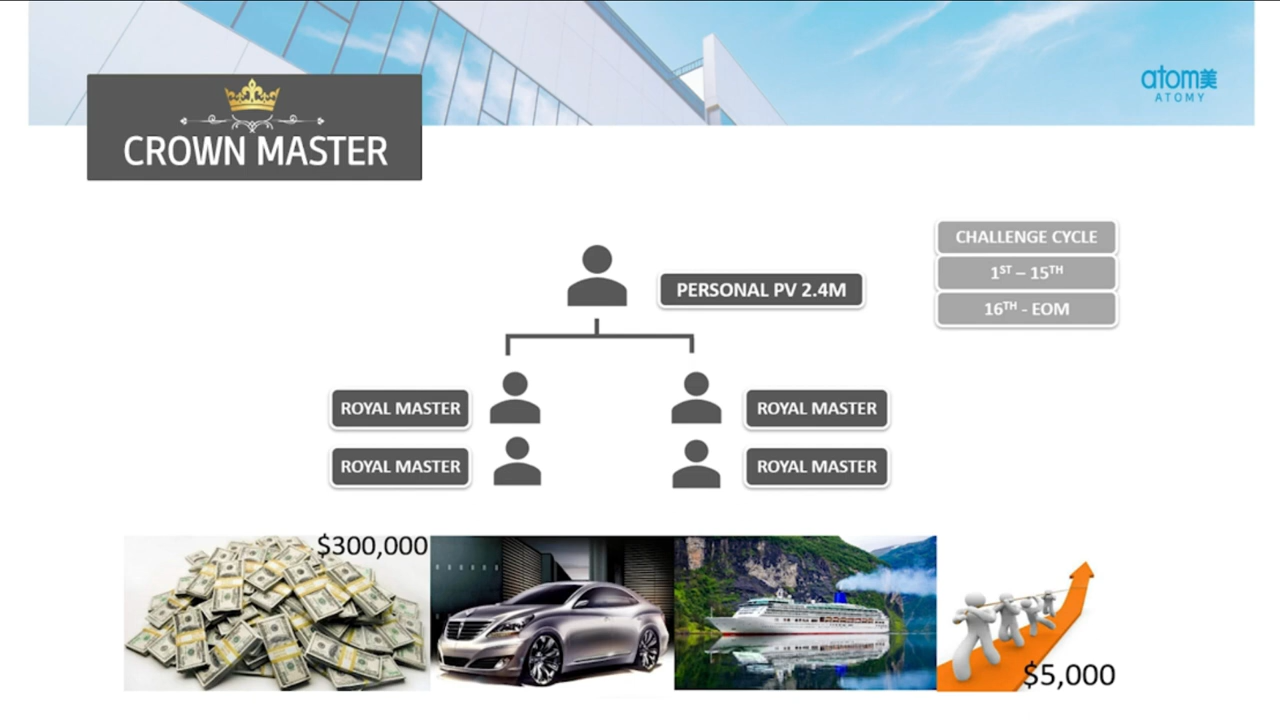 atom美
ATOMY
CROWN MASTER
CHALLENGE CYCLE
1ST – 15TH
16TH - EOM
PERSONAL PV 2.4M
ROYAL MASTER
ROYAL MASTER
ROYAL MASTER
ROYAL MASTER
$300,000
$5,000